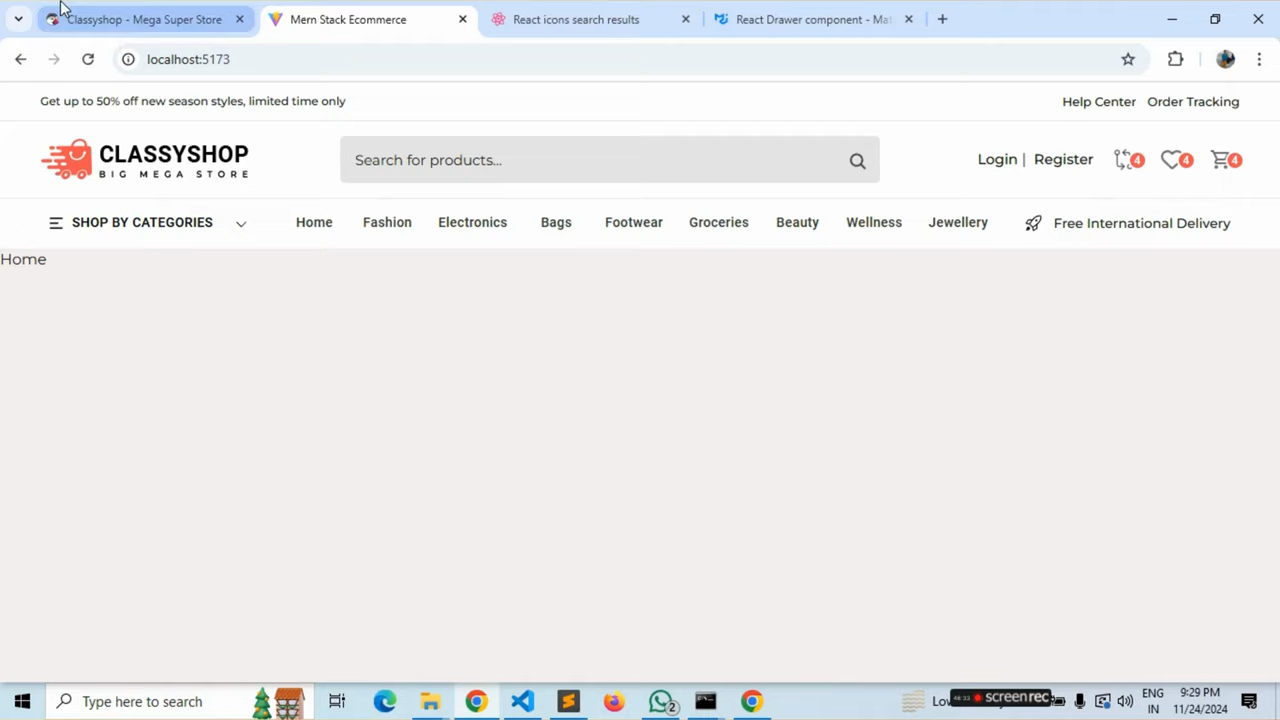 Classyshop - Mega Super Store
Mern Stack Ecommerce
React icons search results
React Drawer component - Mat
localhost:5173
Get up to 50% off new season styles, limited time only
Help Center Order Tracking
CLASSYSHOP
BIG MEGA STORE
Search for products...
Login | Register
4
4
4
SHOP BY CATEGORIES
Home
Fashion
Electronics
Bags
Footwear
Groceries
Beauty
Wellness
Jewellery
Free International Delivery
Home
Type here to search
2
screenrec
ENG
IN
9:29 PM
11/24/2024